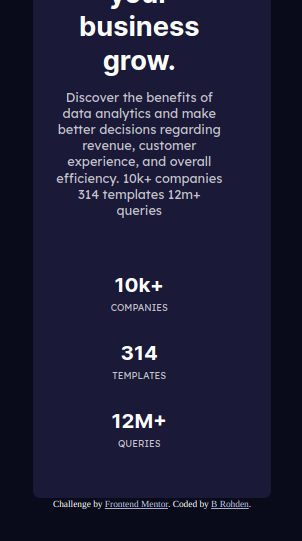 your
business
grow.
Discover the benefits of
data analytics and make
better decisions regarding
revenue, customer
experience, and overall
efficiency. 10k+ companies
314 templates 12m+
queries
10k+
COMPANIES
314
TEMPLATES
12M+
QUERIES
Challenge by Frontend Mentor. Coded by B Rohden.